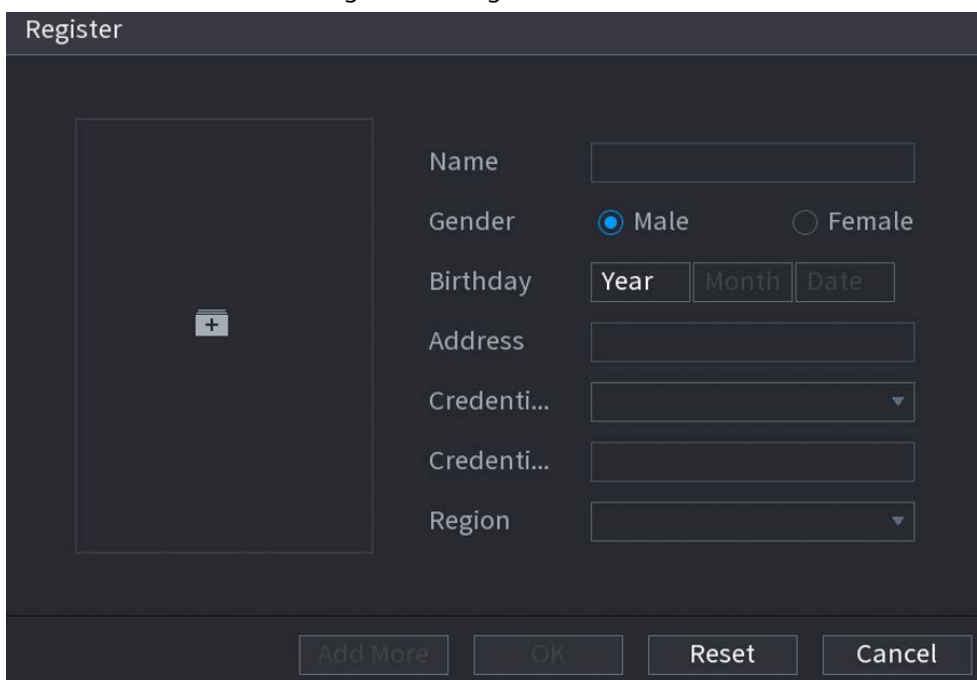 Register
Name
Gender Male Female
Birthday Year Month Date
Address
Credenti...
Credenti...
Region
Add More OK Reset Cancel